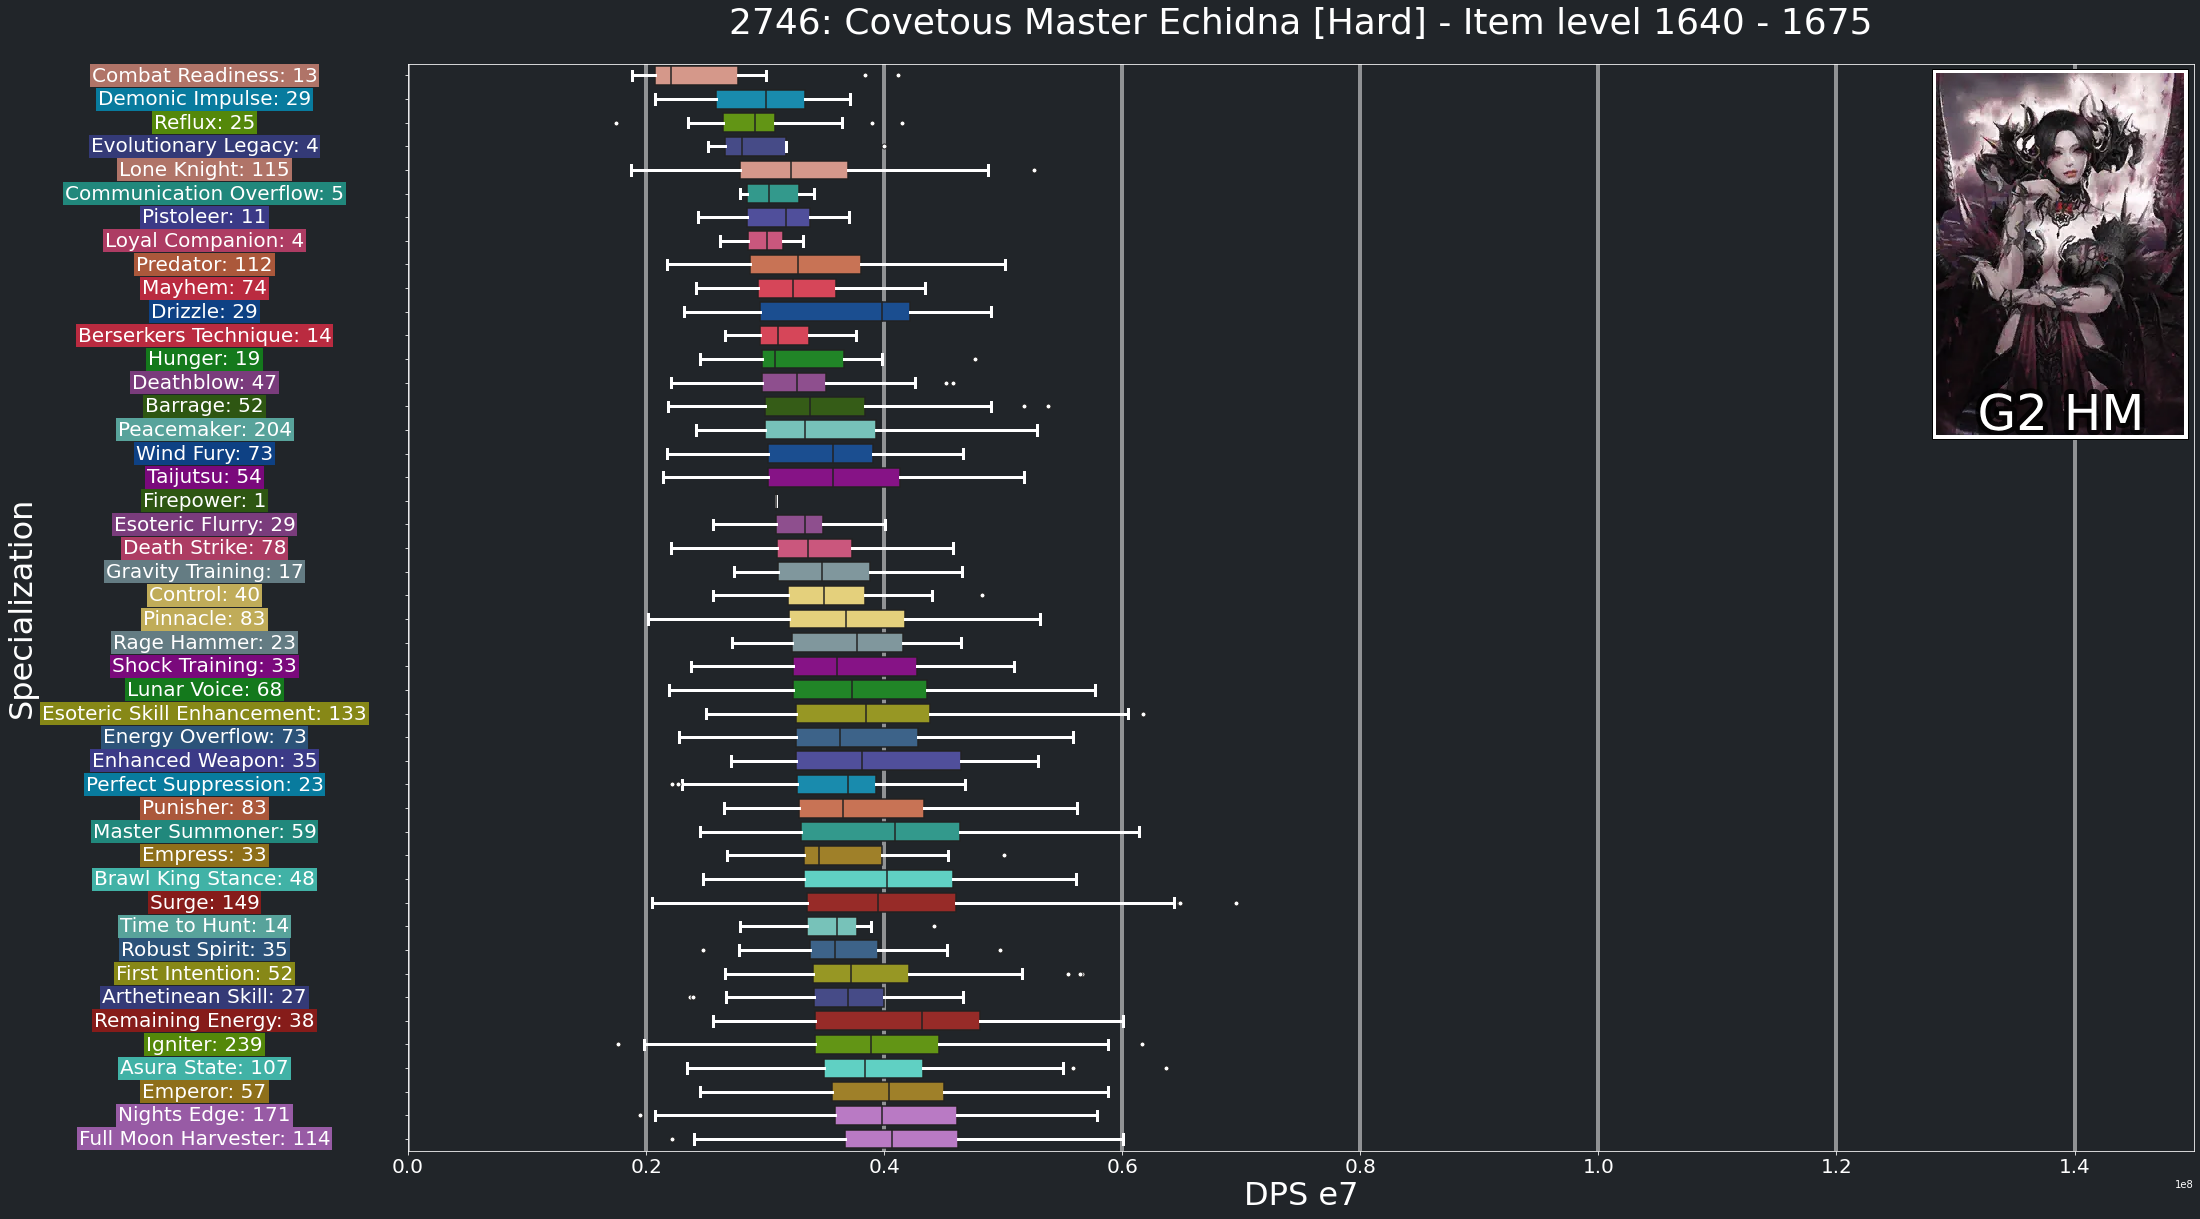 2746: Covetous Master Echidna [Hard] - Item level 1640 - 1675
Combat Readiness: 13
Demonic Impulse: 29
Reflux: 25
Evolutionary Legacy: 4
Lone Knight: 115
Communication Overflow: 5
Pistoleer: 11
Loyal Companion: 4
Predator: 112
Mayhem: 74
Drizzle: 29
Berserkers Technique: 14
Hunger: 19
Deathblow: 47
Barrage: 52
Peacemaker: 204
Wind Fury: 73
Taijutsu: 54
Firepower: 1
Esoteric Flurry: 29
Death Strike: 78
Gravity Training: 17
Control: 40
Pinnacle: 83
Rage Hammer: 23
Shock Training: 33
Lunar Voice: 68
Esoteric Skill Enhancement: 133
Energy Overflow: 73
Enhanced Weapon: 35
Perfect Suppression: 23
Punisher: 83
Master Summoner: 59
Empress: 33
Brawl King Stance: 48
Surge: 149
Time to Hunt: 14
Robust Spirit: 35
First Intention: 52
Arthetinean Skill: 27
Remaining Energy: 38
Igniter: 239
Asura State: 107
Emperor: 57
Nights Edge: 171
Full Moon Harvester: 114
Specialization
G2 HM
0.0 0.2 0.4 0.6 0.8 1.0 1.2 1.4
1e8
DPS e7